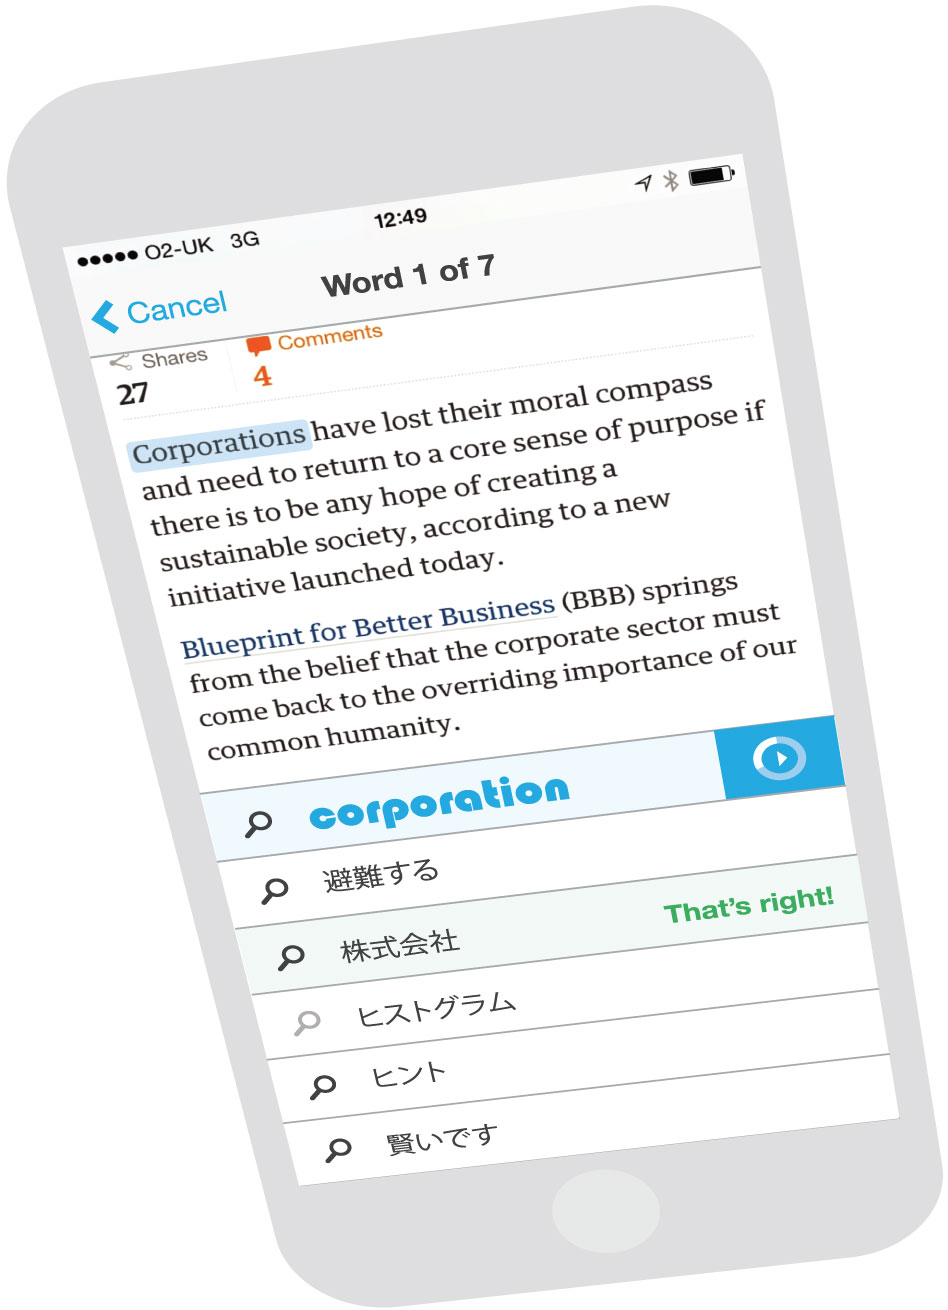 O2-UK 3G 12:49
Cancel Word 1 of 7
Shares Comments
27 4
Corporations have lost their moral compass
and need to return to a core sense of purpose if
there is to be any hope of creating a
sustainable society, according to a new
initiative launched today.
Blueprint for Better Business (BBB) springs
from the belief that the corporate sector must
come back to the overriding importance of our
common humanity.
corporation
避難する
株式会社 That's right!
ヒストグラム
ヒント
賢いです